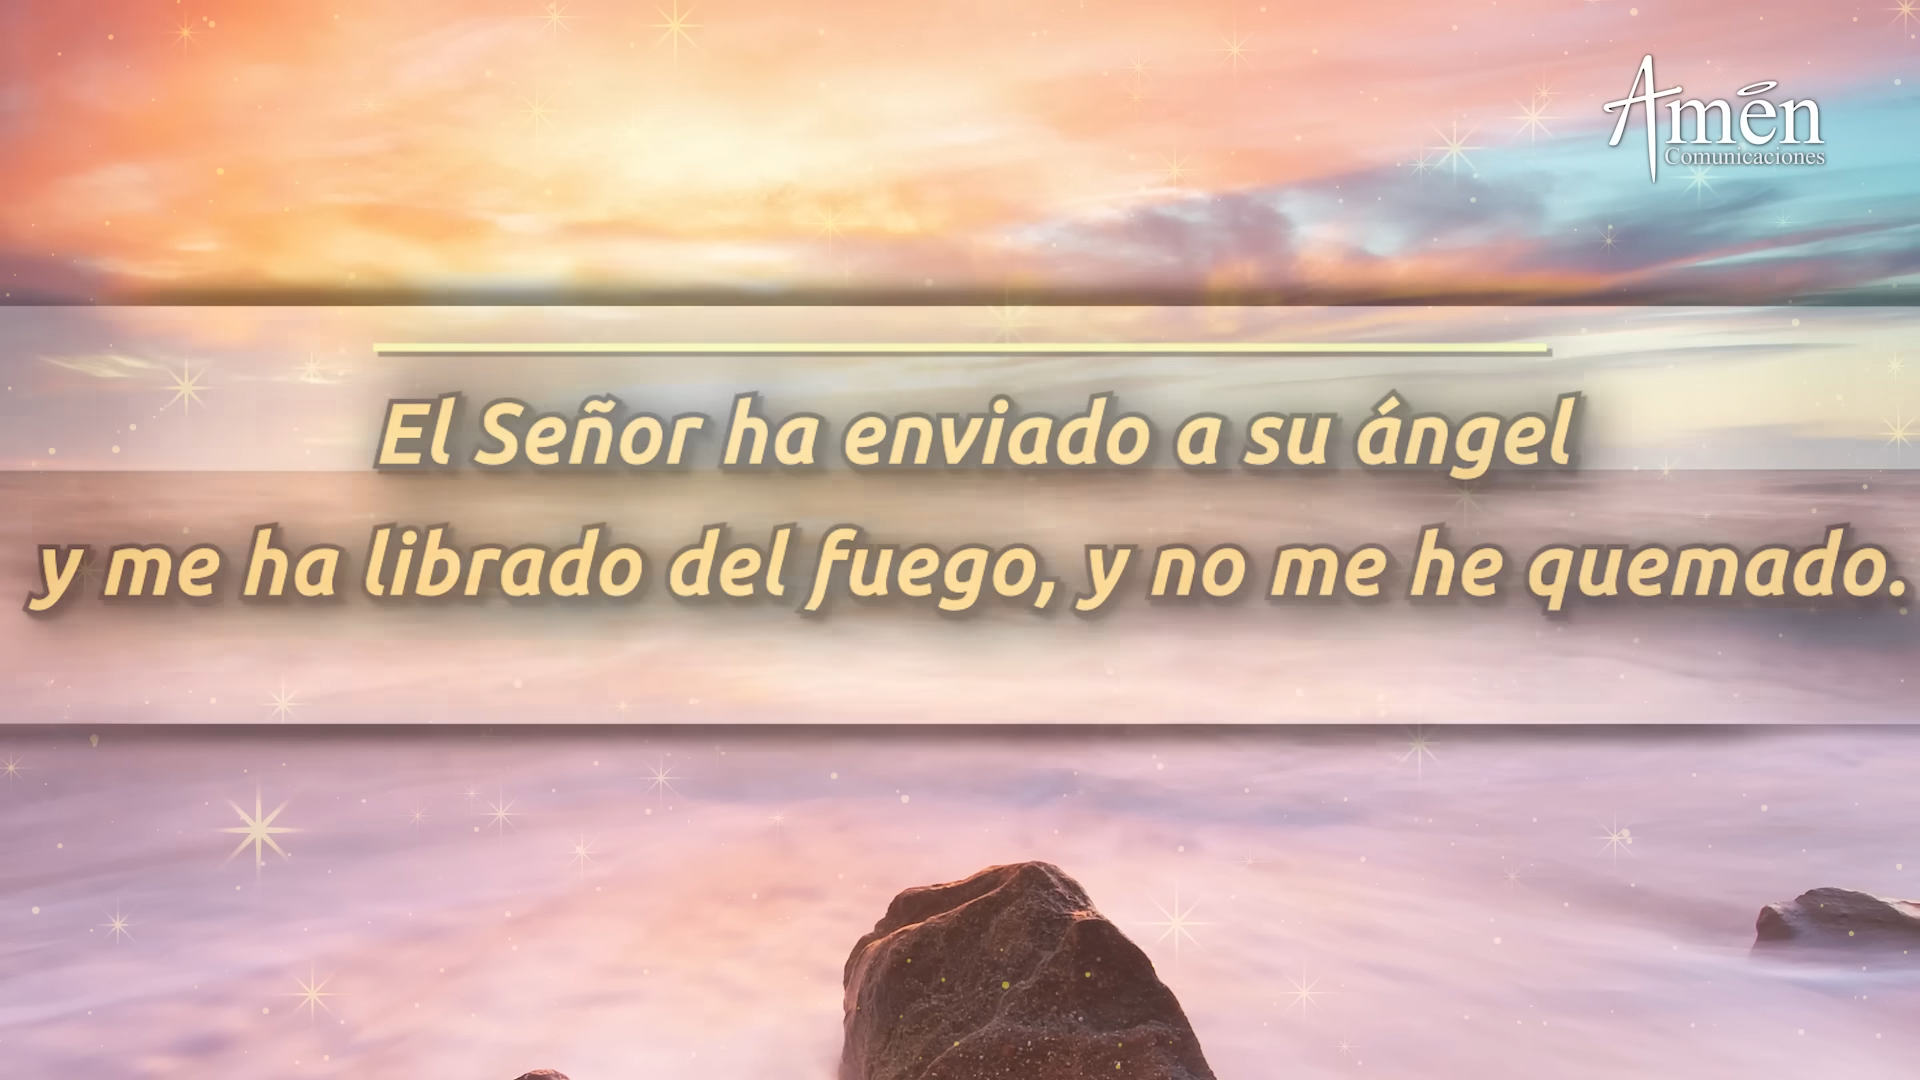 Amén
Comunicaciones
El Señor ha enviado a su ángel
y me ha librado del fuego, y no me he quemado.